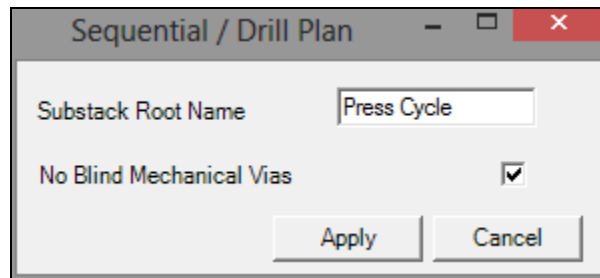 Sequential / Drill Plan
Substack Root Name Press Cycle
No Blind Mechanical Vias
Apply Cancel